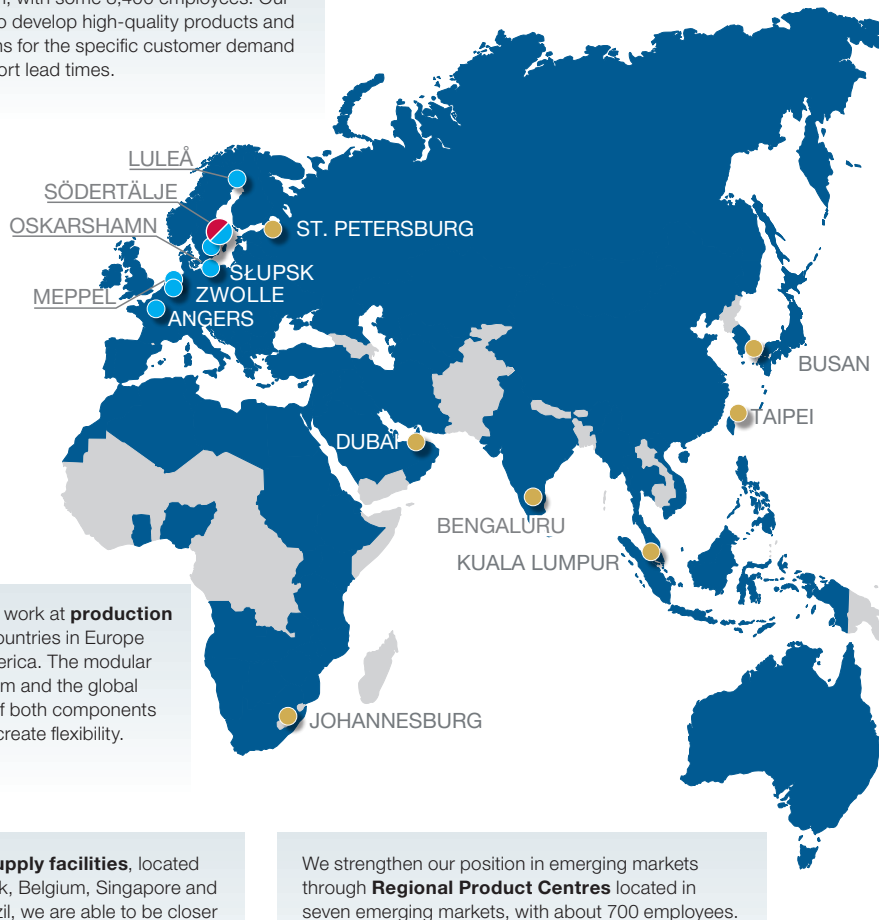 with some 3,400 employees. Our
o develop high-quality products and
ns for the specific customer demand
ort lead times.
LULEÅ
SÖDERTÄLJE
OSKARSHAMN
ST. PETERSBURG
SŁUPSK
MEPPEL
ZWOLLE
ANGERS
BUSAN
TAIPEI
DUBAI
BENGALURU
KUALA LUMPUR
work at production
ountries in Europe
erica. The modular
m and the global
f both components
create flexibility.
JOHANNESBURG
upply facilities, located
k, Belgium, Singapore and
zil, we are able to be closer
We strengthen our position in emerging markets
through Regional Product Centres located in
seven emerging markets, with about 700 employees.